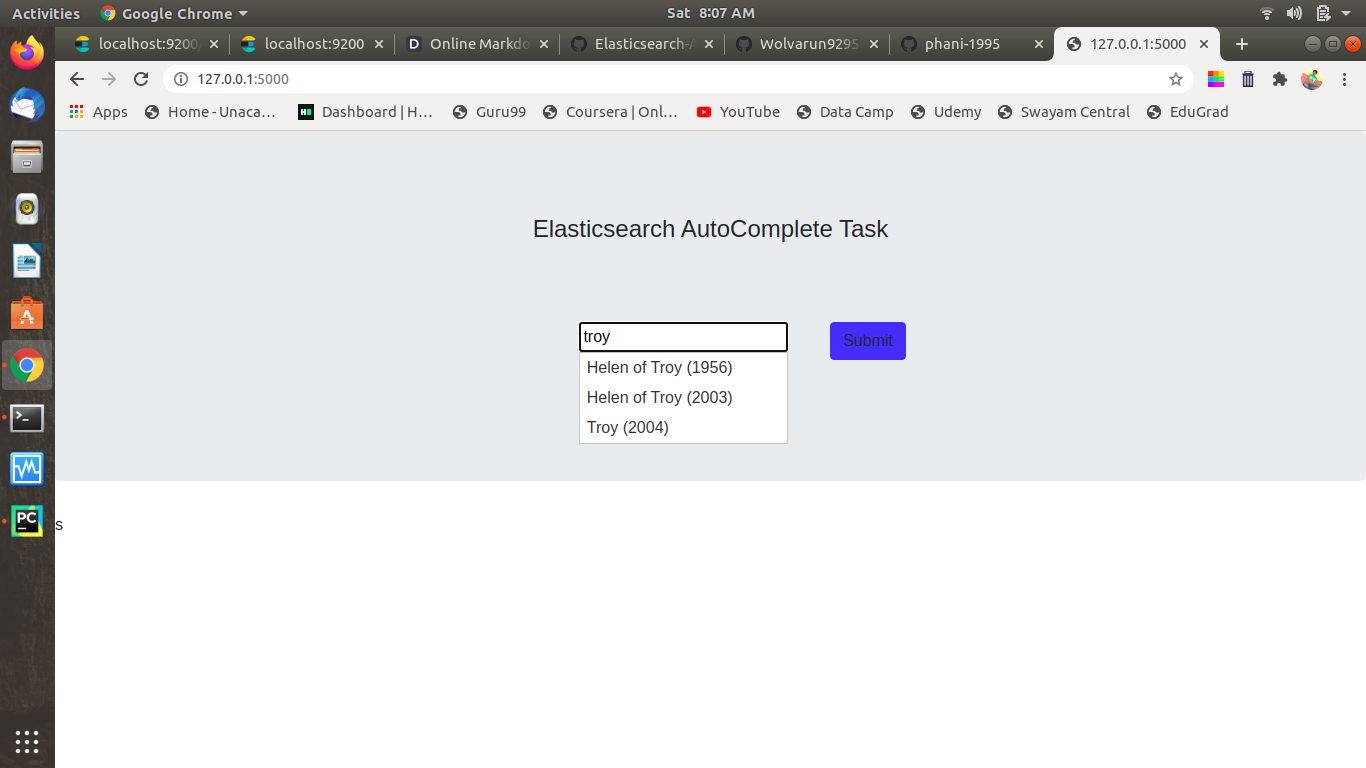 Activities Google Chrome Sat 8:07 AM
localhost:9200/ localhost:9200 Online Markdo Elasticsearch-A Wolvarun9295 phani-1995 127.0.0.1:5000
127.0.0.1:5000
Apps Home - Unaca… Dashboard | H… Guru99 Coursera | Onl… YouTube Data Camp Udemy Swayam Central EduGrad
Elasticsearch AutoComplete Task
troy Submit
Helen of Troy (1956)
Helen of Troy (2003)
Troy (2004)
s